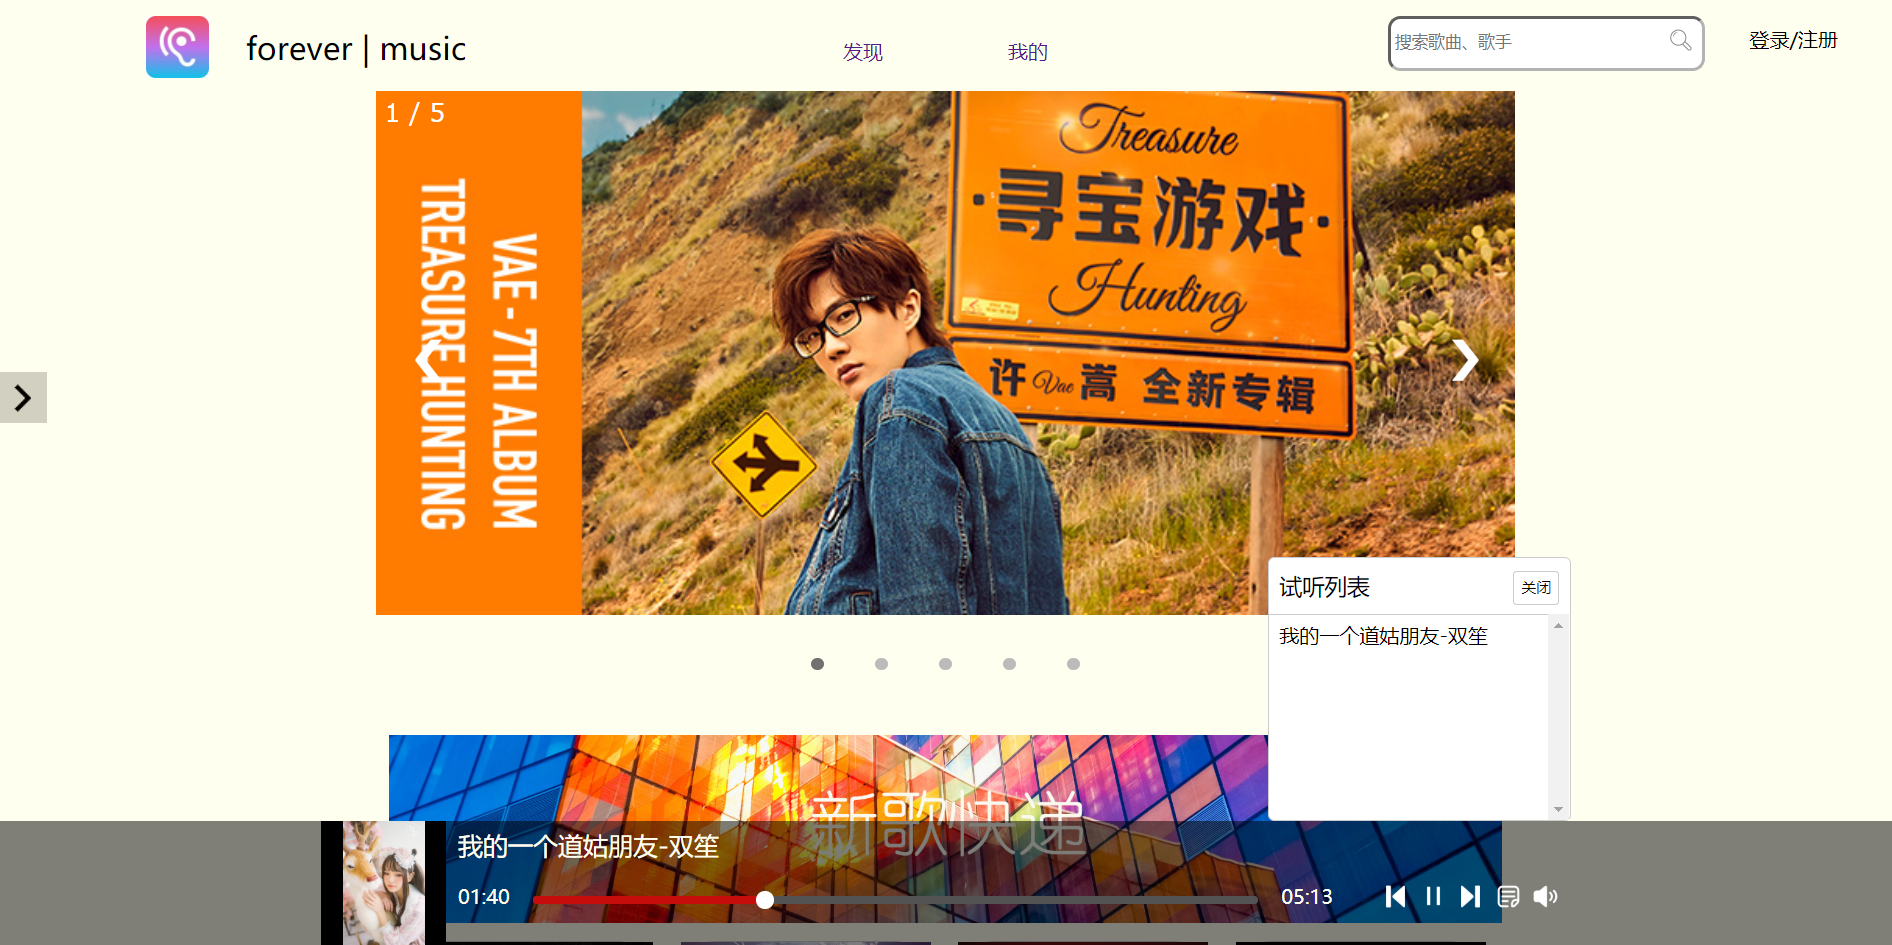 forever | music
发现
我的
搜索歌曲、歌手
登录/注册
1 / 5
VAE - 7TH ALBUM
TREASURE HUNTING
Treasure
·寻宝游戏·
Hunting
许Vae嵩 全新专辑
试听列表
关闭
我的一个道姑朋友-双笙
新歌快递
我的一个道姑朋友-双笙
01:40
05:13